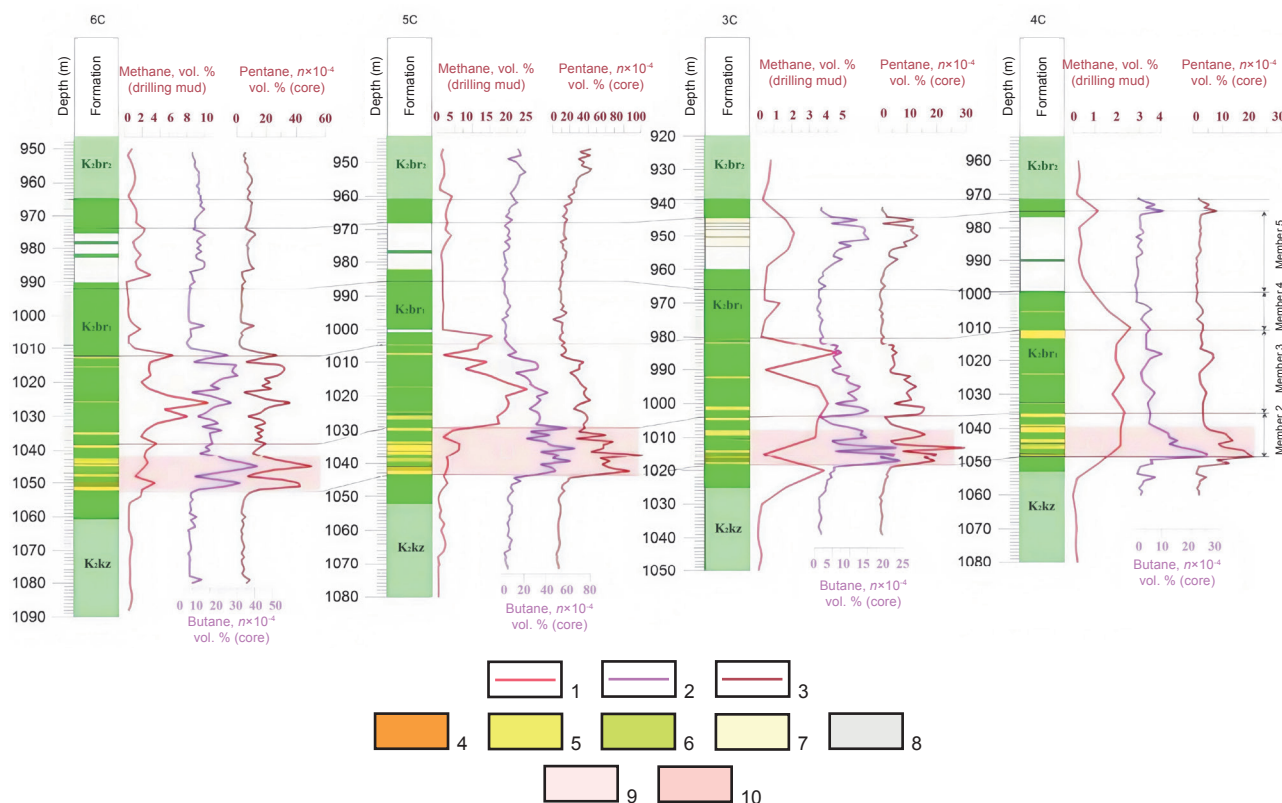 6C
5C
3C
4C
Depth (m)
Formation
Methane, vol. %
(drilling mud)
Pentane, n×10⁻⁴
vol. % (core)
0 2 4 6 8 10
0 20 40 60
K₂br₂
K₂br₁
K₂kz
950
960
970
980
990
1000
1010
1020
1030
1040
1050
1060
1070
1080
1090
0 10 20 30 40 50
Butane, n×10⁻⁴
vol. % (core)
Depth (m)
Formation
Methane, vol. %
(drilling mud)
Pentane, n×10⁻⁴
vol. % (core)
0 5 10 15 20 25
0 20 40 60 80 100
K₂br₂
K₂br₁
K₂kz
950
960
970
980
990
1000
1010
1020
1030
1040
1050
1060
1070
1080
0 20 40 60 80
Butane, n×10⁻⁴
vol. % (core)
Depth (m)
Formation
Methane, vol. %
(drilling mud)
Pentane, n×10⁻⁴
vol. % (core)
0 1 2 3 4 5
0 10 20 30
K₂br₂
K₂br₁
K₂kz
920
930
940
950
960
970
980
990
1000
1010
1020
1030
1040
1050
0 5 10 15 20 25
Butane, n×10⁻⁴
vol. % (core)
Depth (m)
Formation
Methane, vol. %
(drilling mud)
Pentane, n×10⁻⁴
vol. % (core)
0 1 2 3 4
0 10 20 30
K₂br₂
K₂br₁
K₂kz
960
970
980
990
1000
1010
1020
1030
1040
1050
1060
1070
1080
Member 5
Member 4
Member 3
Member 2
0 10 20 30
Butane, n×10⁻⁴
vol. % (core)
1 2 3
4 5 6 7 8
9 10